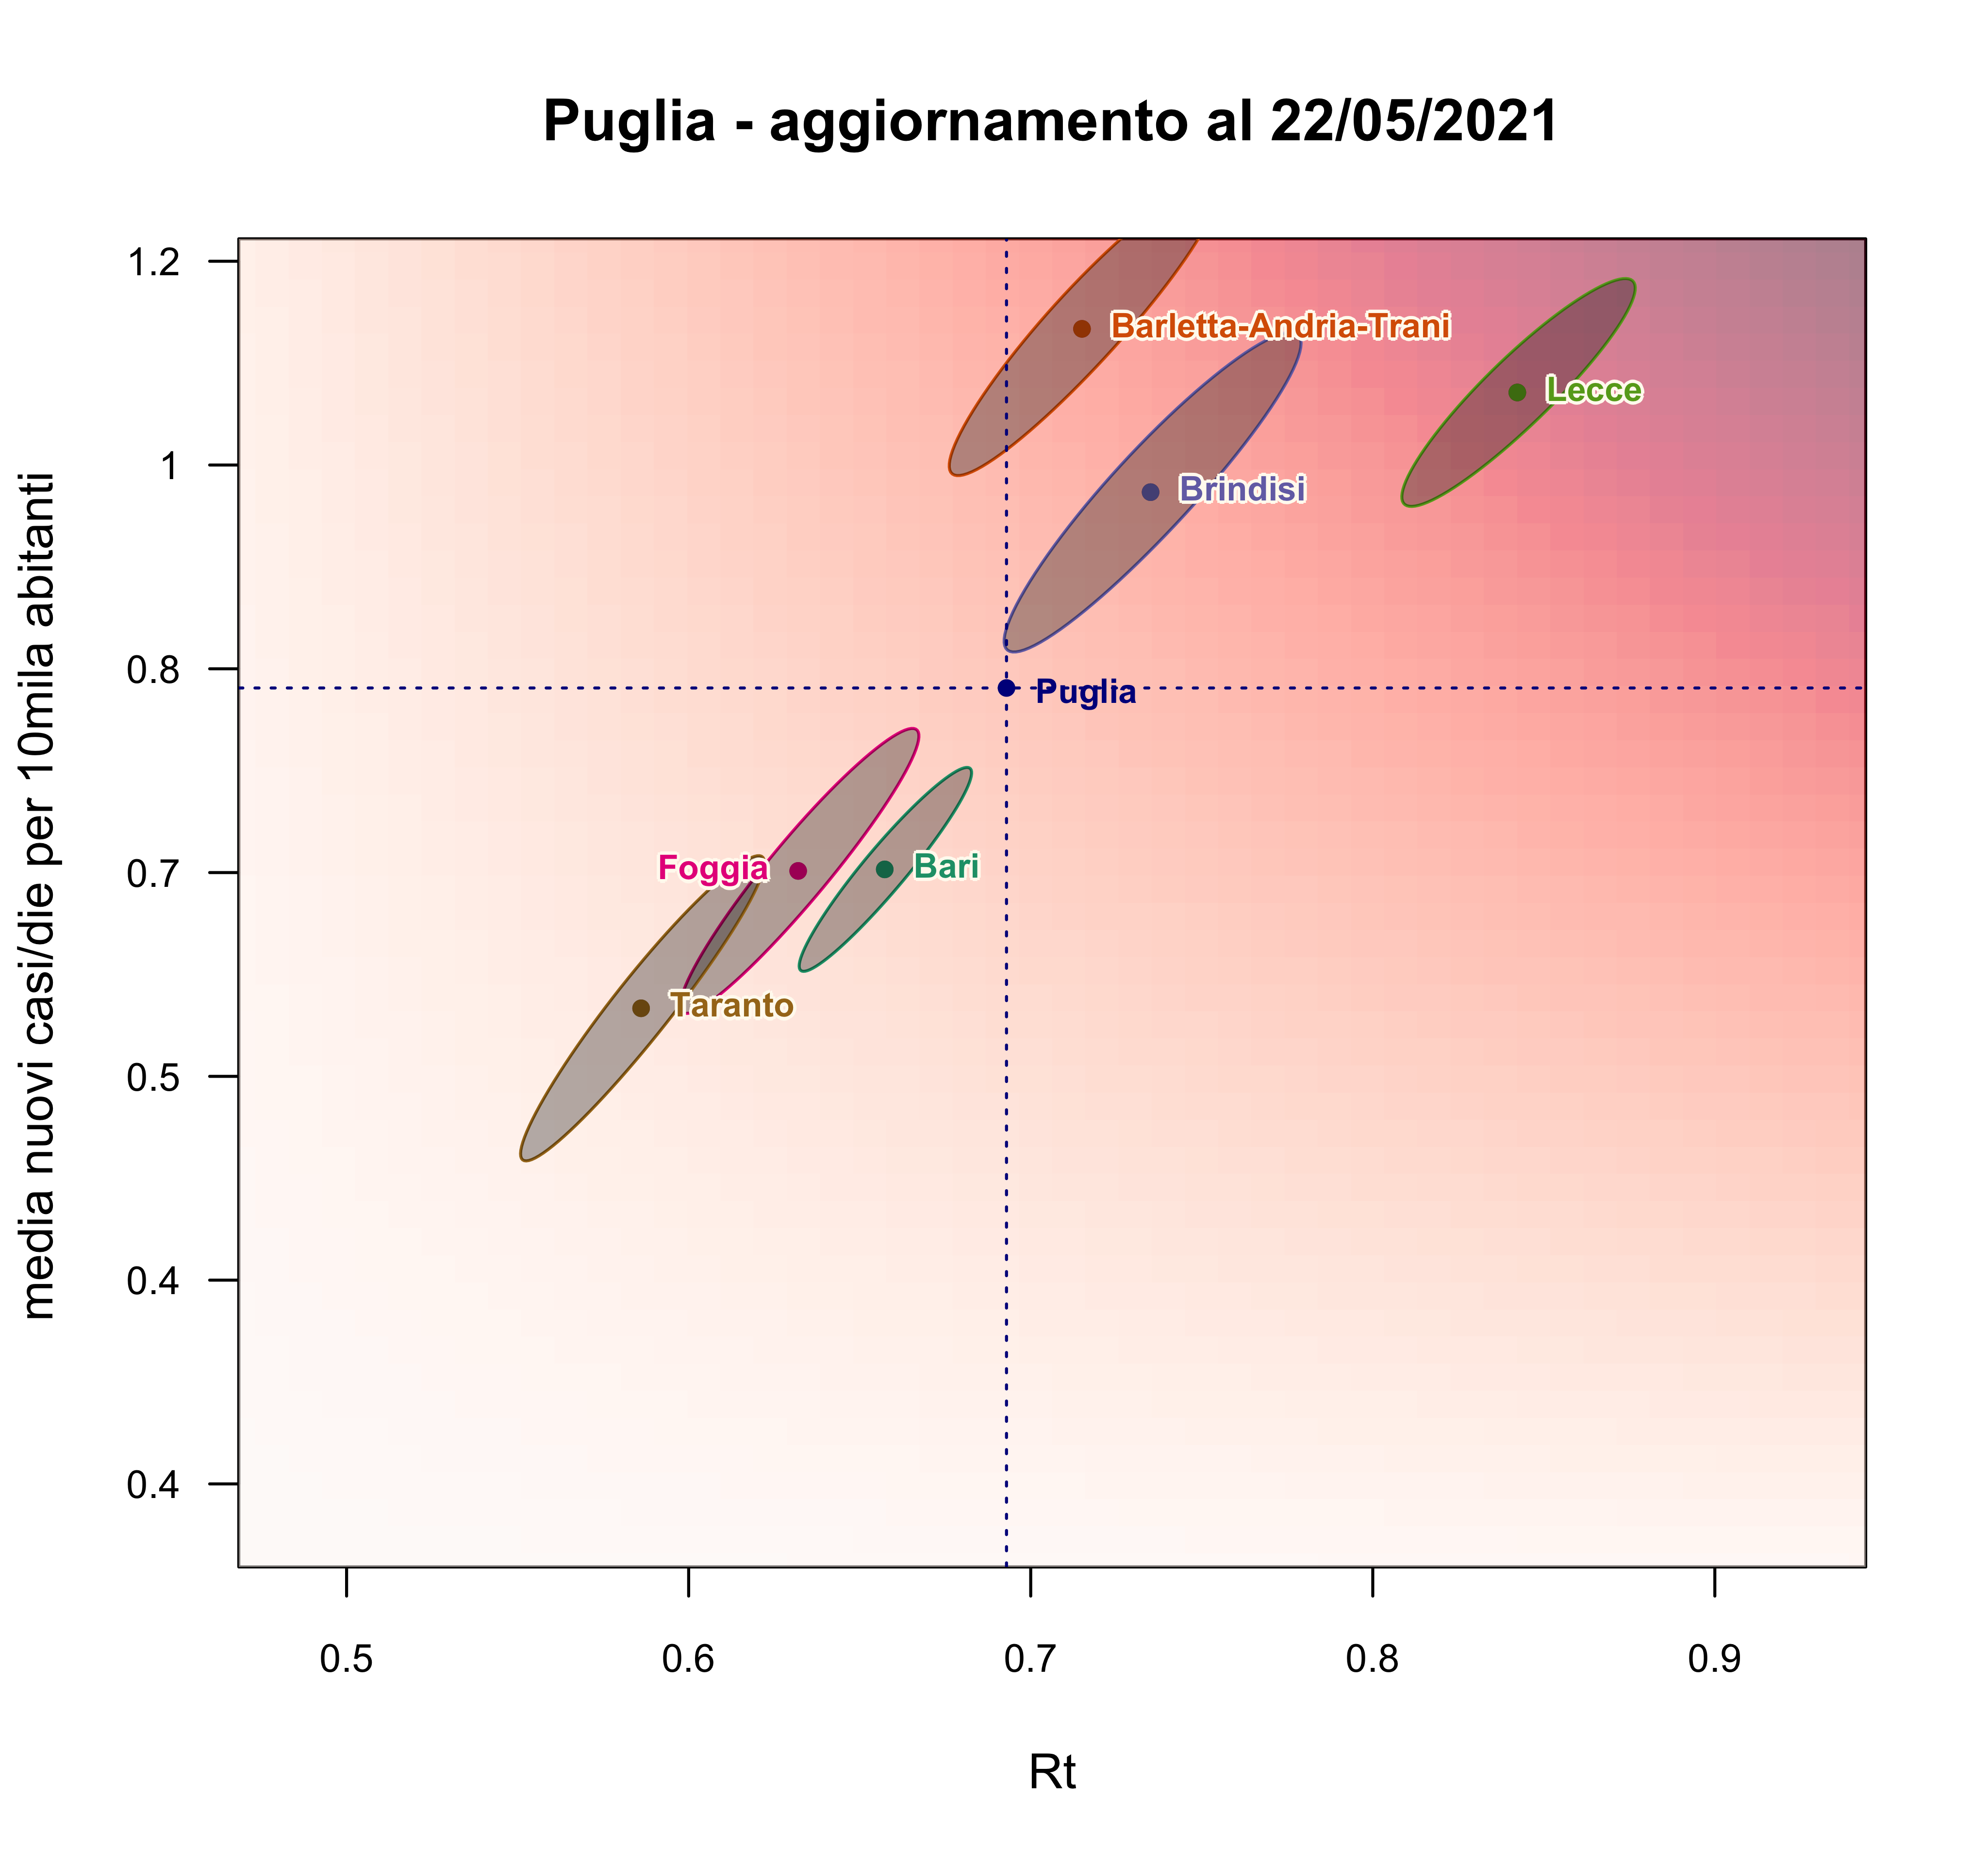 Puglia - aggiornamento al 22/05/2021
media nuovi casi/die per 10mila abitanti
1.2
1
0.8
0.7
0.5
0.4
0.4
Barletta-Andria-Trani
Lecce
Brindisi
Puglia
Foggia
Bari
Taranto
0.5 0.6 0.7 0.8 0.9
Rt